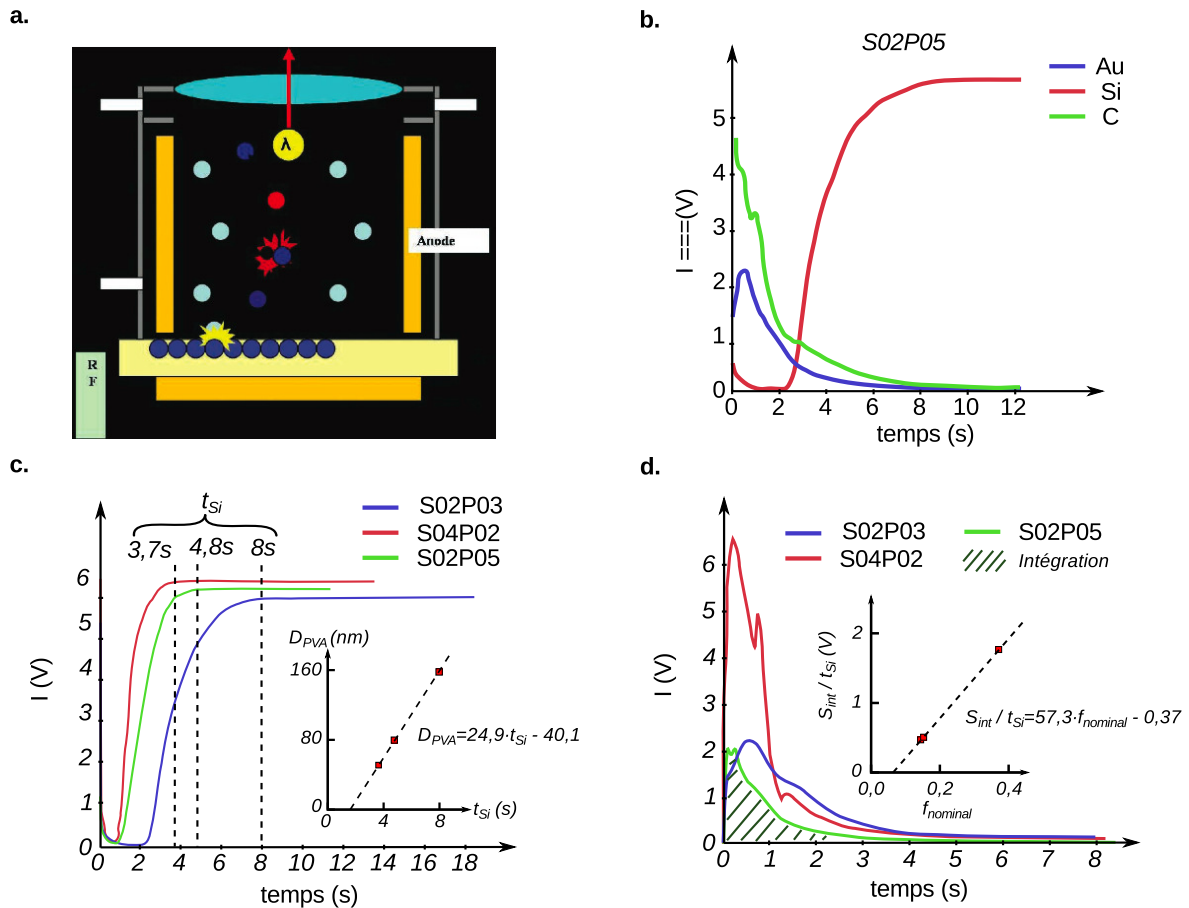 a.
λ
Anode
R
F
b.
S02P05
Au
Si
C
I ====(V)
5
4
3
2
1
0
0 2 4 6 8 10 12
temps (s)
c.
t_Si
3,7s 4,8s 8s
S02P03
S04P02
S02P05
I (V)
6
5
4
3
2
1
0
0 2 4 6 8 10 12 14 16 18
temps (s)
D_PVA (nm)
160
80
0
4 8
t_Si (s)
D_PVA=24,9·t_Si - 40,1
d.
S02P03
S04P02
S02P05
Intégration
I (V)
6
5
4
3
2
1
0
0 1 2 3 4 5 6 7 8
temps (s)
S_int / t_Si (V)
2
1
0
0,0 0,2 0,4
f_nominal
S_int / t_Si=57,3·f_nominal - 0,37